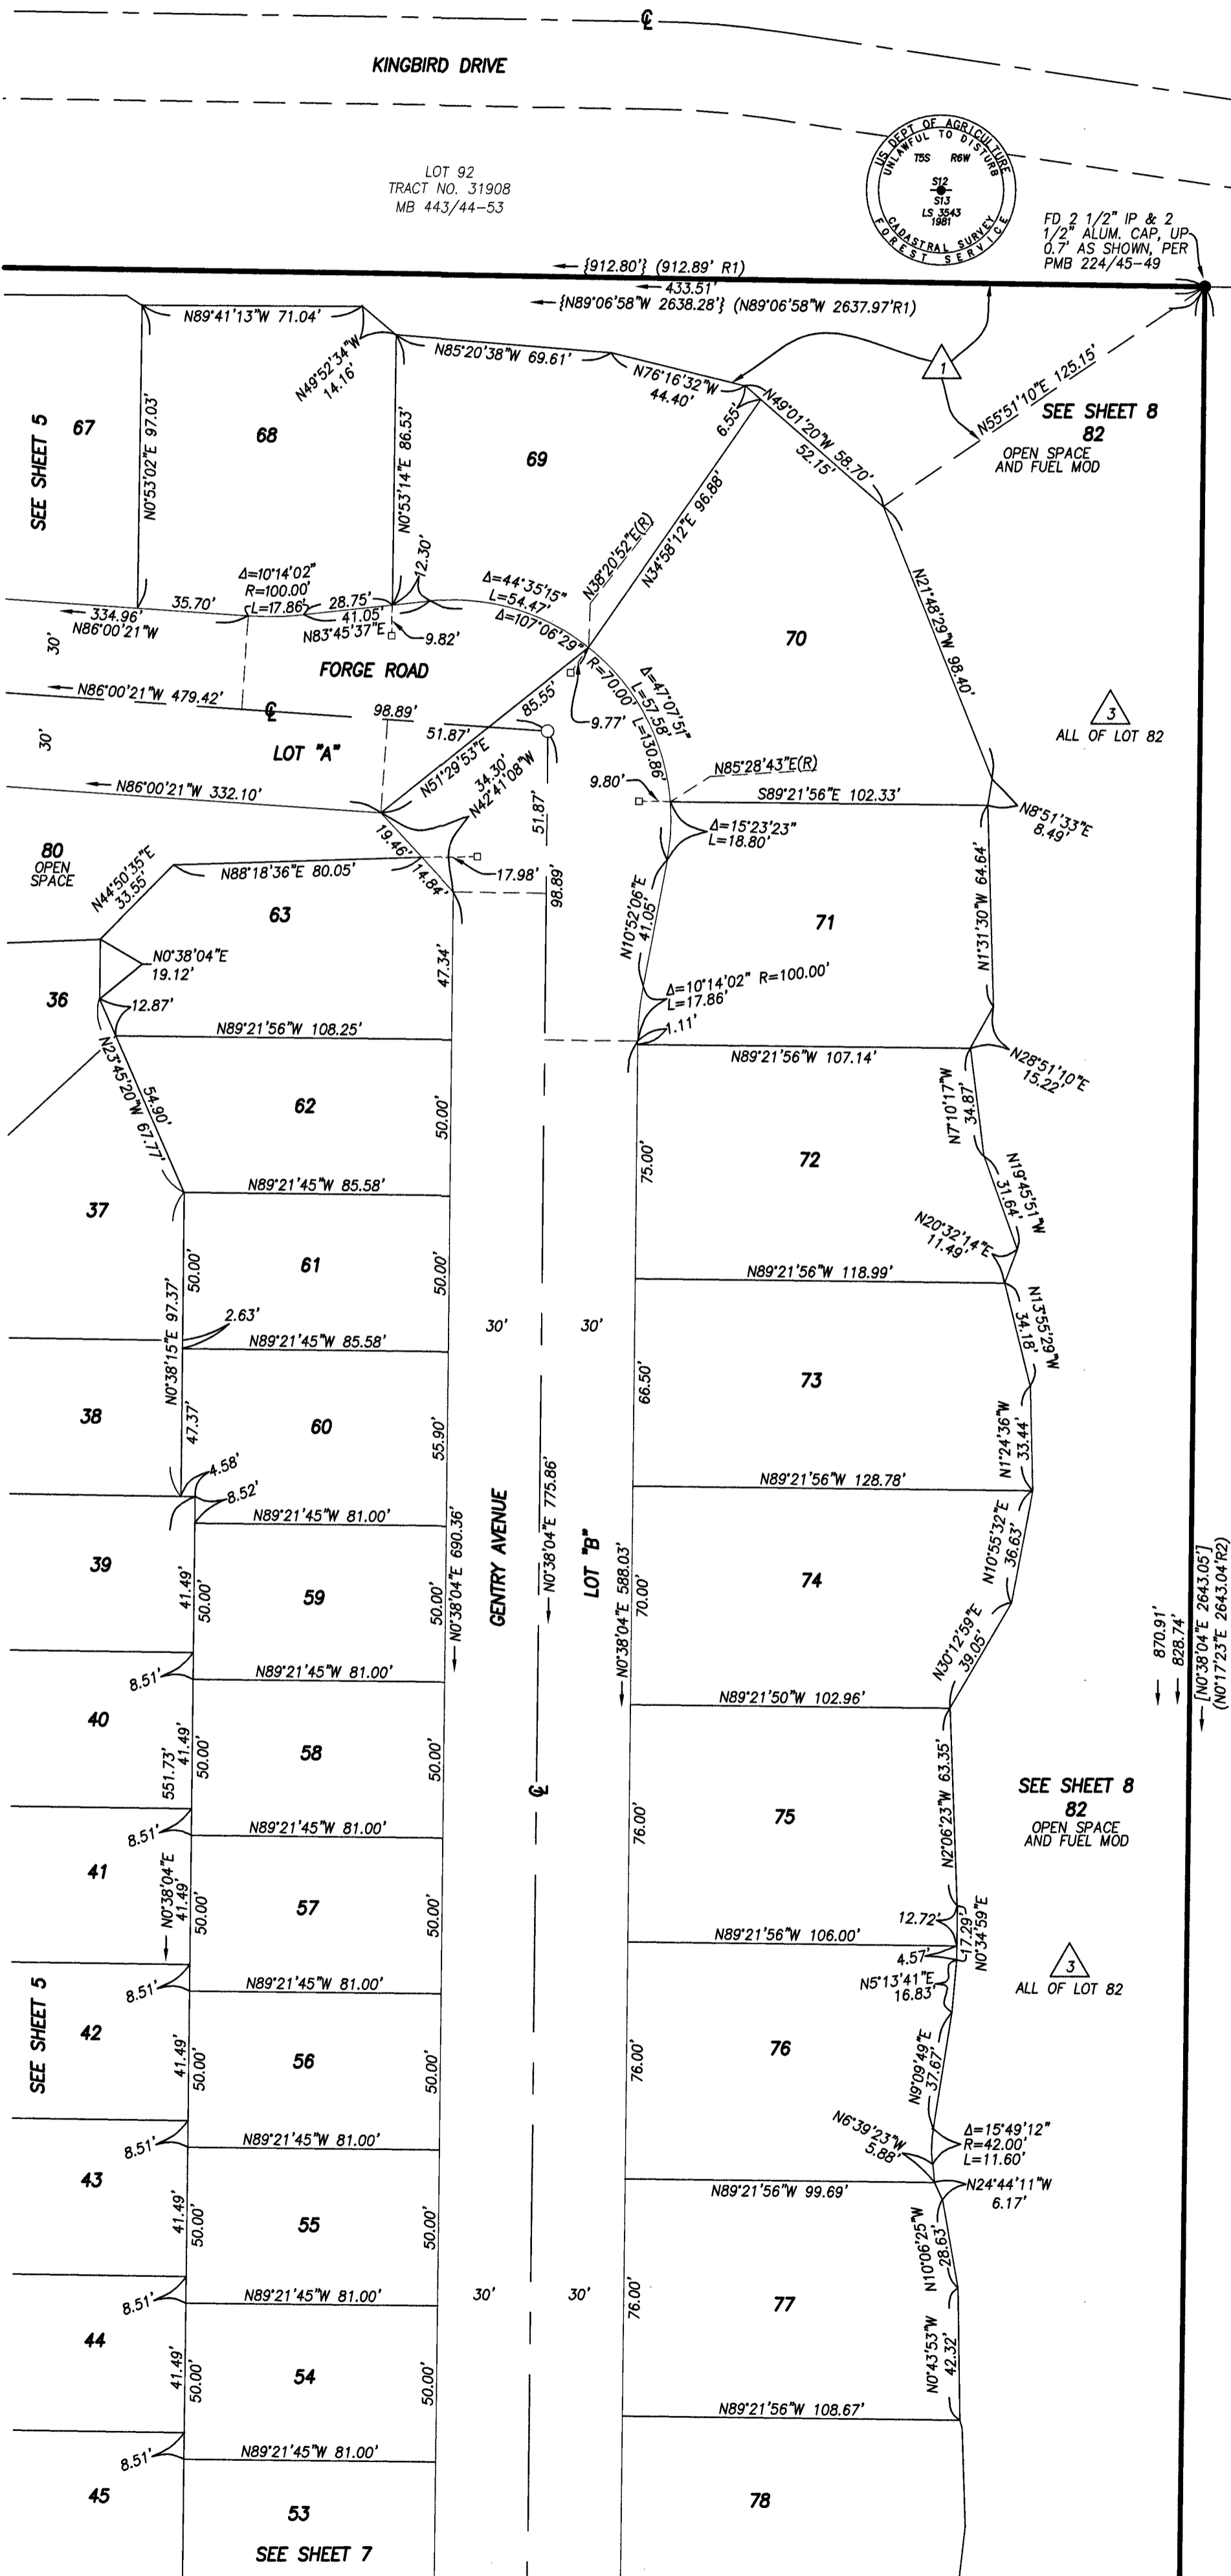 ℄
KINGBIRD DRIVE
LOT 92
TRACT NO. 31908
MB 443/44-53
US DEPT OF AGRICULTURE
UNLAWFUL TO DISTURB
T5S R6W
S12
S13
LS 3543
1981
CADASTRAL SURVEY
FOREST SERVICE
FD 2 1/2" IP & 2
1/2" ALUM. CAP, UP
0.7' AS SHOWN, PER
PMB 224/45-49
{912.80'} (912.89' R1)
433.51'
{N89°06'58"W 2638.28'} (N89°06'58"W 2637.97'R1)
N89°41'13"W 71.04'
N49°52'34"W
14.16'
N85°20'38"W 69.61'
N76°16'32"W
44.40'
1
N55°51'10"E 125.15'
SEE SHEET 8
82
OPEN SPACE
AND FUEL MOD
SEE SHEET 5
67
N0°53'02"E 97.03'
68
N0°53'14"E 86.53'
69
6.55'
N49°01'20"W 58.70'
52.15'
N34°58'12"E 96.88'
N38°20'52"E(R)
12.30'
Δ=10°14'02"
R=100.00'
L=17.86'
Δ=44°35'15"
L=54.47'
Δ=107°06'29"
N21°48'29"W 98.40'
35.70'
28.75'
41.05'
N83°45'37"E
334.96'
N86°00'21"W
9.82'
70
30'
FORGE ROAD
R=70.00'
L=130.86'
Δ=47°07'51"
L=57.58'
N86°00'21"W 479.42'
℄
98.89'
85.55'
9.77'
3
ALL OF LOT 82
30'
LOT "A"
51.87'
N51°29'53"E
34.30'
N42°41'08"W
N85°28'43"E(R)
9.80'
S89°21'56"E 102.33'
N86°00'21"W 332.10'
51.87'
N8°51'33"E
8.49'
80
OPEN
SPACE
19.46'
14.84'
Δ=15°23'23"
L=18.80'
N44°50'35"E
33.55'
N88°18'36"E 80.05'
17.98'
98.89'
N1°31'30"W 64.64'
63
71
N10°52'06"E
41.05'
47.34'
N0°38'04"E
19.12'
36
12.87'
Δ=10°14'02" R=100.00'
L=17.86'
1.11'
N89°21'56"W 108.25'
N89°21'56"W 107.14'
N28°51'10"E
15.22'
N23°45'20"W 67.77'
54.90'
62
50.00'
N7°10'17"W
34.87'
75.00'
72
N19°45'51"W
31.64'
N89°21'45"W 85.58'
37
N20°32'14"E
11.49'
50.00'
61
50.00'
N89°21'56"W 118.99'
N0°38'15"E 97.37'
2.63'
30'
30'
N13°55'29"W
34.18'
N89°21'45"W 85.58'
66.50'
73
38
47.37'
60
55.90'
N1°24'36"W
33.44'
4.58'
8.52'
N0°38'04"E 775.86'
N89°21'56"W 128.78'
N89°21'45"W 81.00'
N0°38'04"E 690.36'
GENTRY AVENUE
LOT "B"
N10°55'32"E
36.63'
39
41.49'
50.00'
59
50.00'
N0°38'04"E 588.03'
70.00'
74
[N0°38'04"E 2643.05']
(N0°17'23"E 2643.04'R2)
870.91'
828.74'
N30°12'59"E
39.05'
8.51'
N89°21'45"W 81.00'
N89°21'50"W 102.96'
40
551.73'
41.49'
50.00'
58
50.00'
N2°06'23"W 63.35'
SEE SHEET 8
82
OPEN SPACE
AND FUEL MOD
℄
76.00'
75
8.51'
N89°21'45"W 81.00'
41
N0°38'04"E
41.49'
50.00'
57
50.00'
12.72'
17.29'
N0°34'59"E
N89°21'56"W 106.00'
4.57'
3
ALL OF LOT 82
8.51'
N89°21'45"W 81.00'
N5°13'41"E
16.83'
SEE SHEET 5
42
41.49'
50.00'
56
50.00'
76.00'
76
N9°09'49"E
37.67'
N6°39'23"W
5.88'
Δ=15°49'12"
R=42.00'
L=11.60'
8.51'
N89°21'45"W 81.00'
43
N89°21'56"W 99.69'
N24°44'11"W
6.17'
41.49'
50.00'
55
50.00'
N10°06'25"W
28.63'
8.51'
N89°21'45"W 81.00'
30'
30'
76.00'
77
44
N0°43'53"W
42.32'
41.49'
50.00'
54
50.00'
N89°21'56"W 108.67'
8.51'
N89°21'45"W 81.00'
45
53
78
SEE SHEET 7